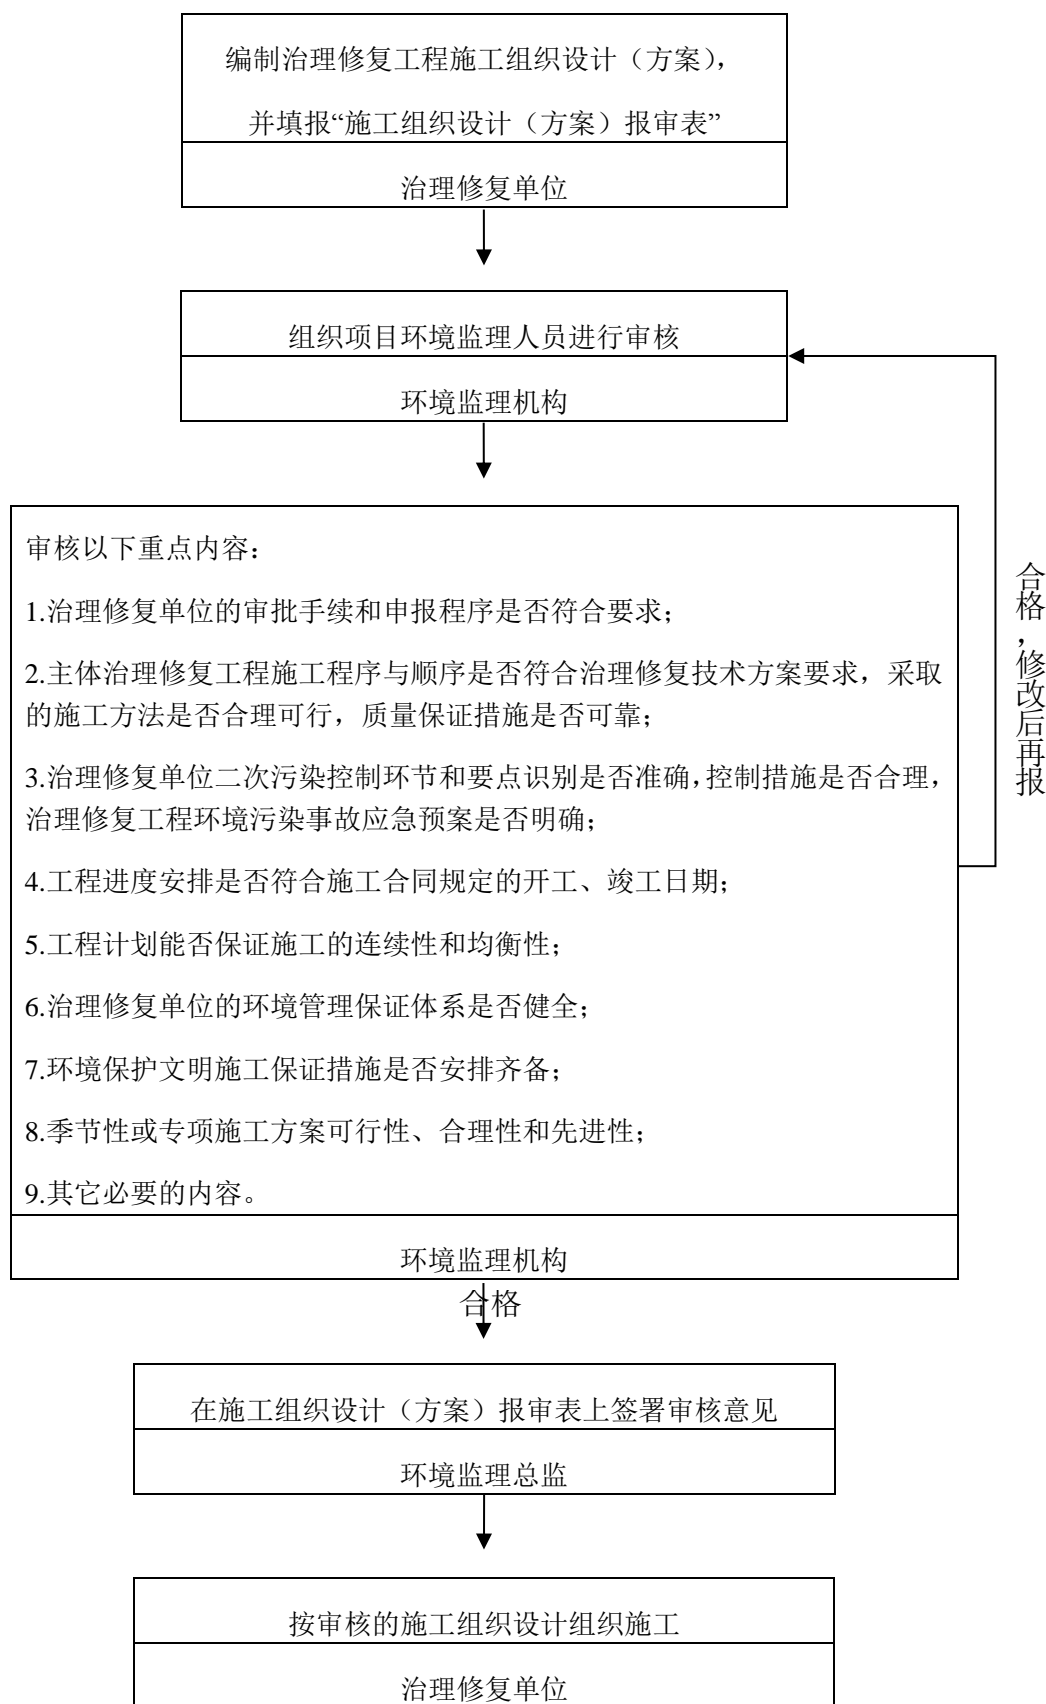 编制治理修复工程施工组织设计（方案），
并填报“施工组织设计（方案）报审表”
治理修复单位
组织项目环境监理人员进行审核
环境监理机构
审核以下重点内容：
1.治理修复单位的审批手续和申报程序是否符合要求；
2.主体治理修复工程施工程序与顺序是否符合治理修复技术方案要求，采取
的施工方法是否合理可行，质量保证措施是否可靠；
3.治理修复单位二次污染控制环节和要点识别是否准确，控制措施是否合理，
治理修复工程环境污染事故应急预案是否明确；
4.工程进度安排是否符合施工合同规定的开工、竣工日期；
5.工程计划能否保证施工的连续性和均衡性；
6.治理修复单位的环境管理保证体系是否健全；
7.环境保护文明施工保证措施是否安排齐备；
8.季节性或专项施工方案可行性、合理性和先进性；
9.其它必要的内容。
环境监理机构
合格，修改后再报
合格
在施工组织设计（方案）报审表上签署审核意见
环境监理总监
按审核的施工组织设计组织施工
治理修复单位